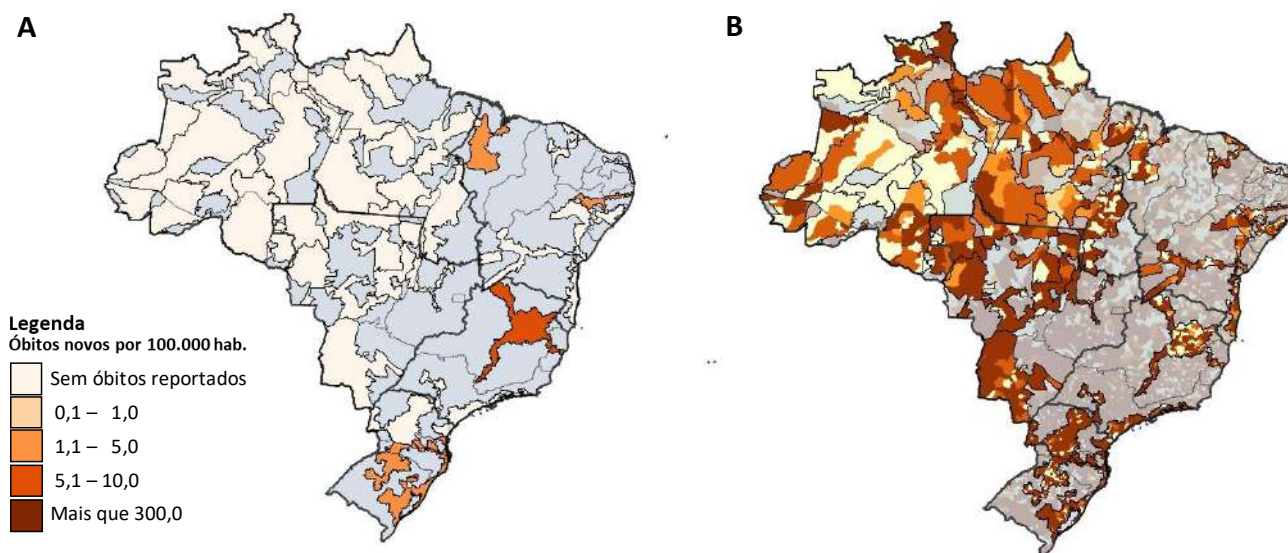 A
B
Legenda
Óbitos novos por 100.000 hab.
Sem óbitos reportados
0,1 – 1,0
1,1 – 5,0
5,1 – 10,0
Mais que 300,0